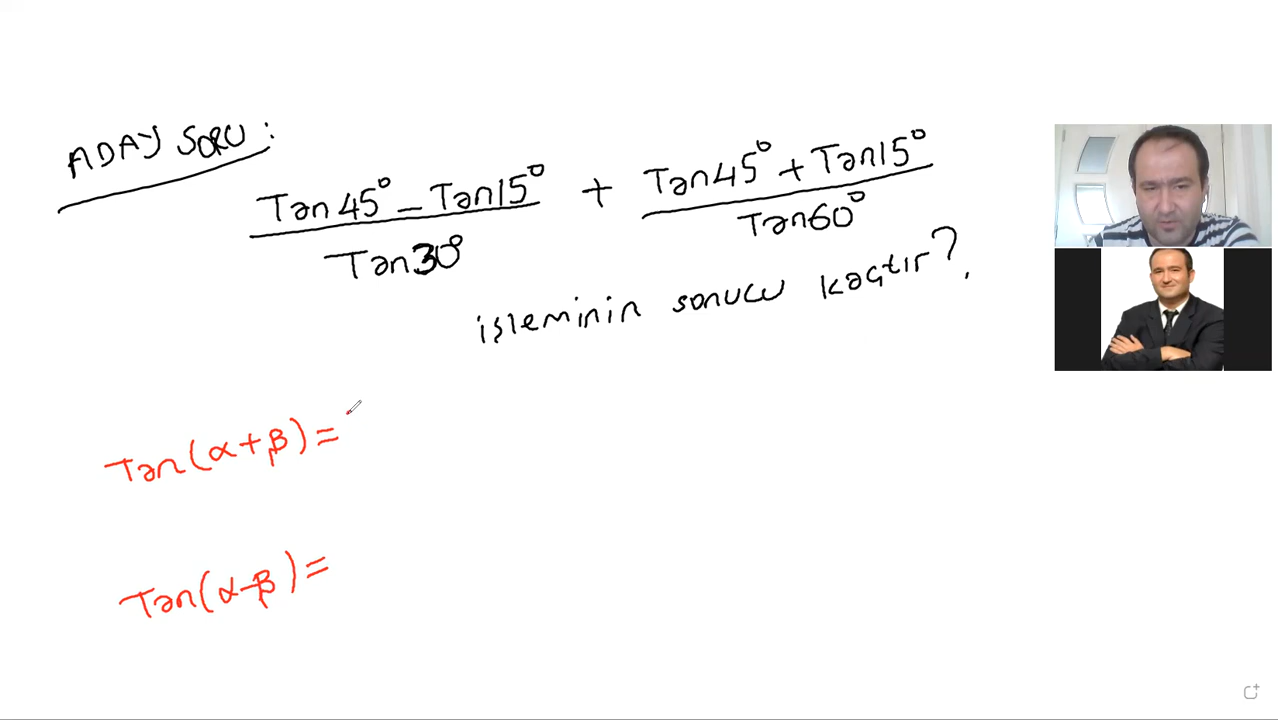 ADAY SORU:
Tan45° - Tan15° + Tan45° + Tan15°
Tan30° Tan60°
işleminin sonucu kaçtır?
Tan(α+β)=
Tan(α-β)=